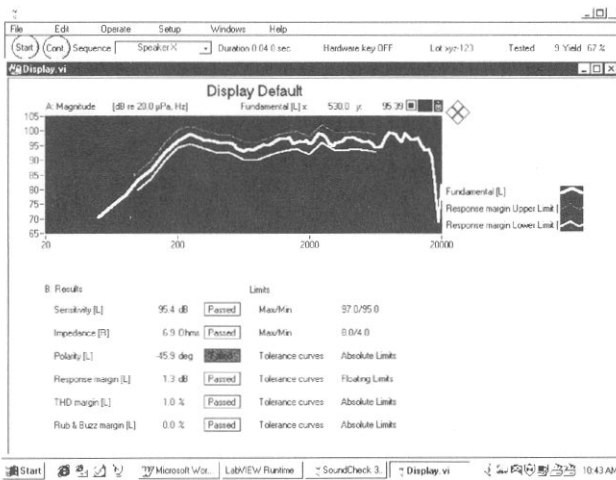 File Edit Operate Setup Windows Help
Start Cont. Sequence Speaker X Duration 0:04.0 sec. Hardware key OFF Lot xyz-123 Tested 9 Yield 67 %
Display.vi
Display Default
A: Magnitude [dB re 20.0 µPa, Hz] Fundamental [L] x: 530.0 y: 95.39
105
100
95
90
85
80
75
70
65
20 200 2000 20000
Fundamental [L]
Response margin Upper Limit [
Response margin Lower Limit [
B Results Limits
Sensitivity [L] 95.4 dB Passed Max/Min 97.0/95.0
Impedance [R] 6.9 Ohms Passed Max/Min 8.0/4.0
Polarity [L] -45.9 deg Tolerance curves Absolute Limits
Response margin [L] 1.3 dB Passed Tolerance curves Floating Limits
THD margin [L] 1.0 % Passed Tolerance curves Absolute Limits
Rub & Buzz margin [L] 0.0 % Passed Tolerance curves Absolute Limits
Start Microsoft Wor... LabVIEW Runtime SoundCheck 3... Display.vi 10:43 AM